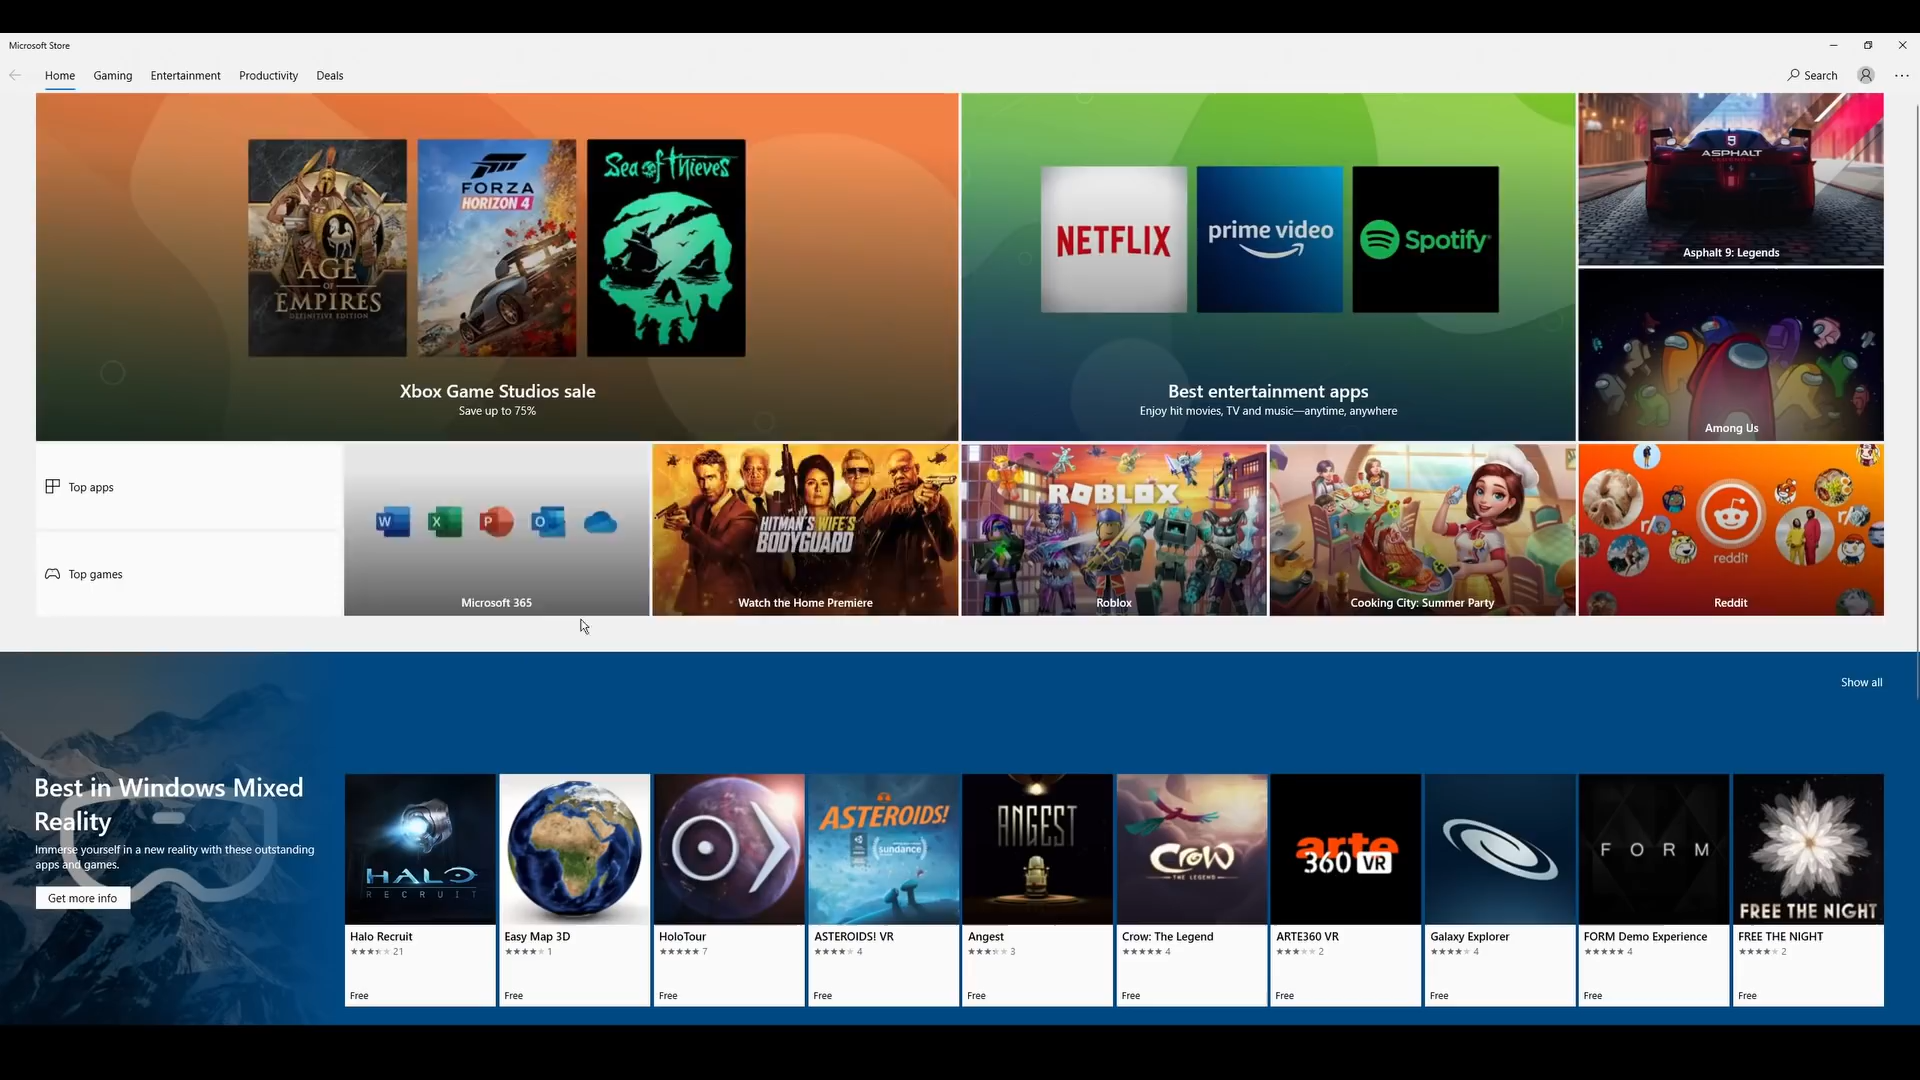 Microsoft Store
Home Gaming Entertainment Productivity Deals
Search
AGE
OF
EMPIRES
DEFINITIVE EDITION
FORZA
HORIZON 4
Sea of Thieves
Xbox Game Studios sale
Save up to 75%
NETFLIX
prime video
Spotify
Best entertainment apps
Enjoy hit movies, TV and music—anytime, anywhere
9
ASPHALT
LEGENDS
Asphalt 9: Legends
Among Us
Top apps
Top games
W X P O
Microsoft 365
HITMAN'S WIFE'S
BODYGUARD
Watch the Home Premiere
ROBLOX
Roblox
Cooking City: Summer Party
r/
r/
reddit
Reddit
Show all
Best in Windows Mixed
Reality
Immerse yourself in a new reality with these outstanding
apps and games.
Get more info
HALO
RECRUIT
Halo Recruit
21
Free
Easy Map 3D
1
Free
HoloTour
7
Free
ASTEROIDS!
sundance
ASTEROIDS! VR
4
Free
ANGEST
Angest
3
Free
CROW
THE LEGEND
Crow: The Legend
4
Free
arte
360 VR
ARTE360 VR
2
Free
Galaxy Explorer
4
Free
FORM
FORM Demo Experience
4
Free
FREE THE NIGHT
FREE THE NIGHT
2
Free